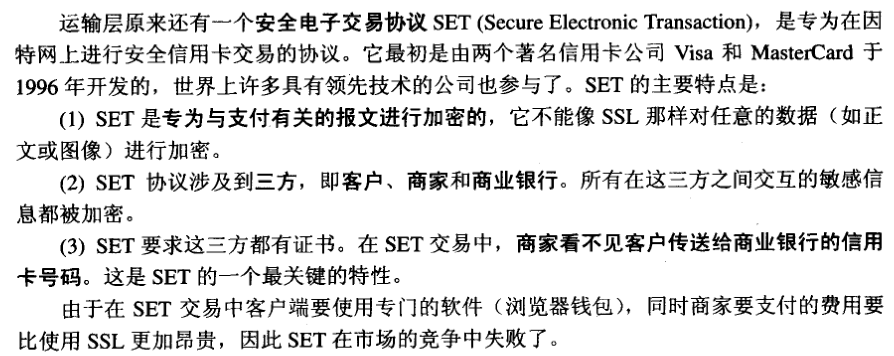 运输层原来还有一个安全电子交易协议 SET (Secure Electronic Transaction)，是专为在因
特网上进行安全信用卡交易的协议。它最初是由两个著名信用卡公司 Visa 和 MasterCard 于
1996 年开发的，世界上许多具有领先技术的公司也参与了。SET 的主要特点是：
(1) SET 是专为与支付有关的报文进行加密的，它不能像 SSL 那样对任意的数据（如正
文或图像）进行加密。
(2) SET 协议涉及到三方，即客户、商家和商业银行。所有在这三方之间交互的敏感信
息都被加密。
(3) SET 要求这三方都有证书。在 SET 交易中，商家看不见客户传送给商业银行的信用
卡号码。这是 SET 的一个最关键的特性。
由于在 SET 交易中客户端要使用专门的软件（浏览器钱包），同时商家要支付的费用要
比使用 SSL 更加昂贵，因此 SET 在市场的竞争中失败了。